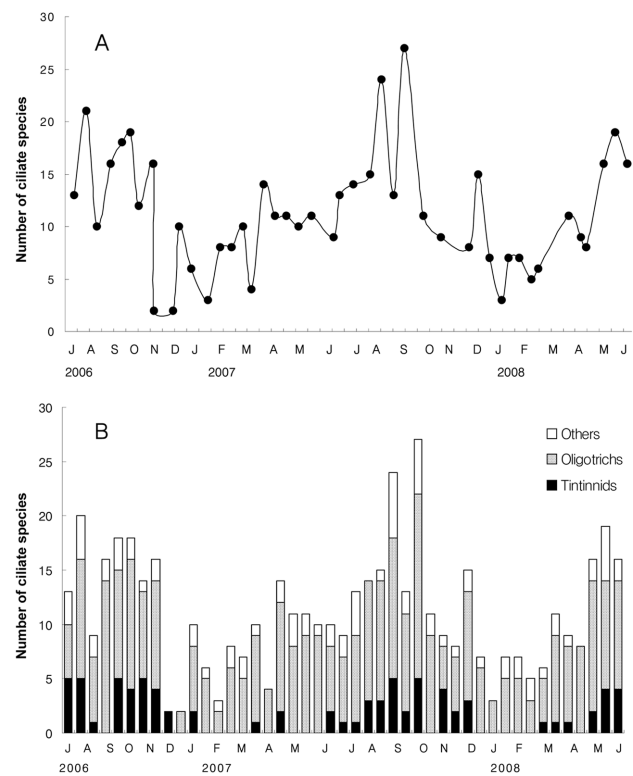 A
Number of ciliate species
30
25
20
15
10
5
0
J A S O N D J F M A M J J A S O N D J F M A M J
2006 2007 2008
B
Number of ciliate species
30
25
20
15
10
5
0
Others
Oligotrichs
Tintinnids
J A S O N D J F M A M J J A S O N D J F M A M J
2006 2007 2008